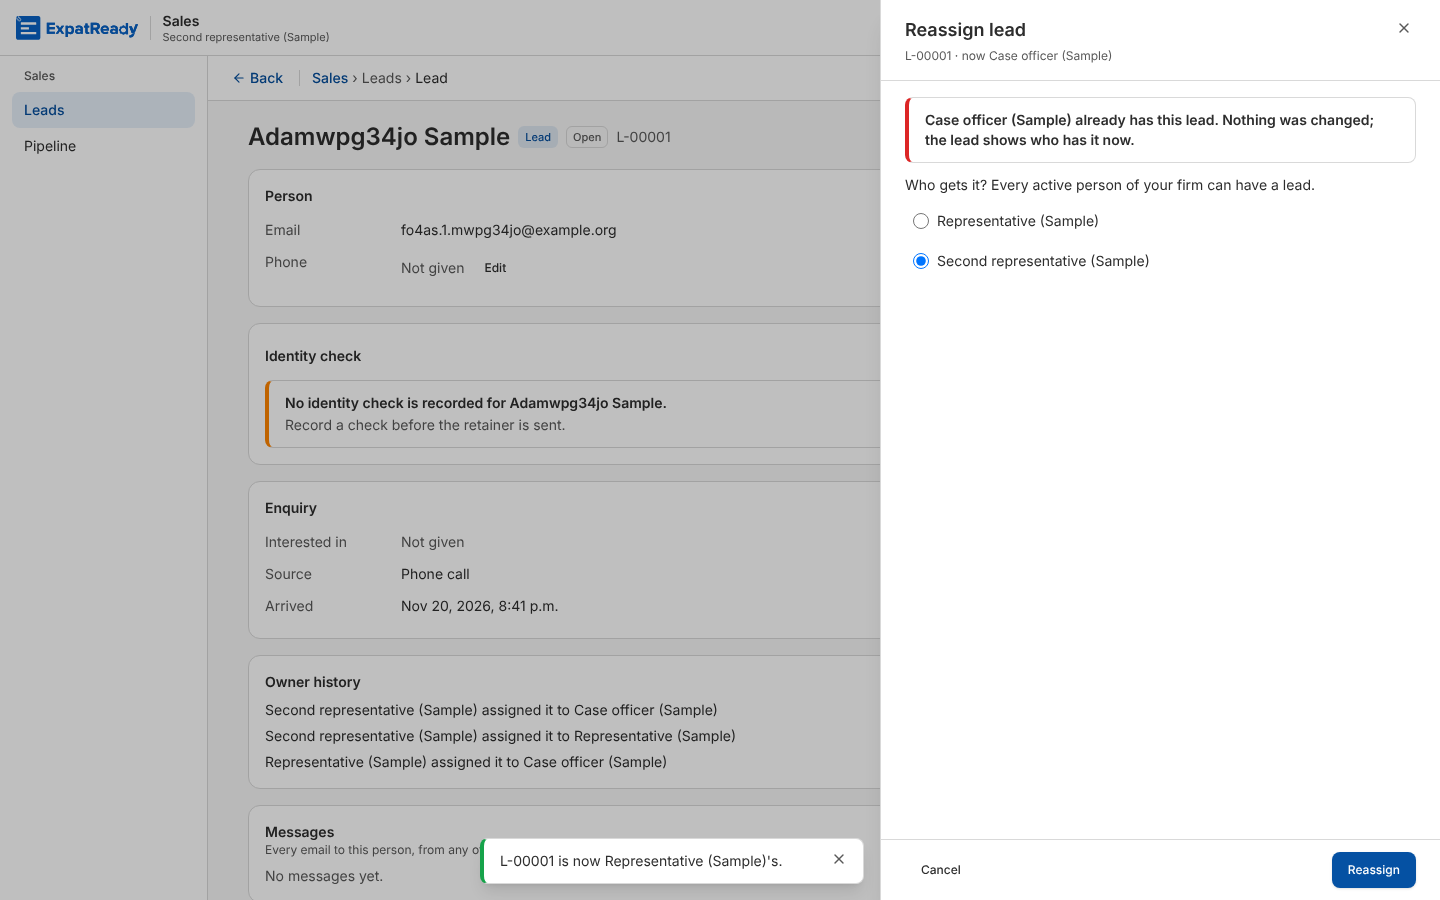 ExpatReady
Sales
Second representative (Sample)
Sales
Leads
Pipeline
← Back
Sales › Leads › Lead
Adamwpg34jo Sample
Lead
Open
L-00001
Person
Email fo4as.1.mwpg34jo@example.org
Phone Not given Edit
Identity check
No identity check is recorded for Adamwpg34jo Sample.
Record a check before the retainer is sent.
Enquiry
Interested in Not given
Source Phone call
Arrived Nov 20, 2026, 8:41 p.m.
Owner history
Second representative (Sample) assigned it to Case officer (Sample)
Second representative (Sample) assigned it to Representative (Sample)
Representative (Sample) assigned it to Case officer (Sample)
Messages
Every email to this person, from any
No messages yet.
L-00001 is now Representative (Sample)'s.
Reassign lead
L-00001 · now Case officer (Sample)
Case officer (Sample) already has this lead. Nothing was changed;
the lead shows who has it now.
Who gets it? Every active person of your firm can have a lead.
Representative (Sample)
Second representative (Sample)
Cancel
Reassign